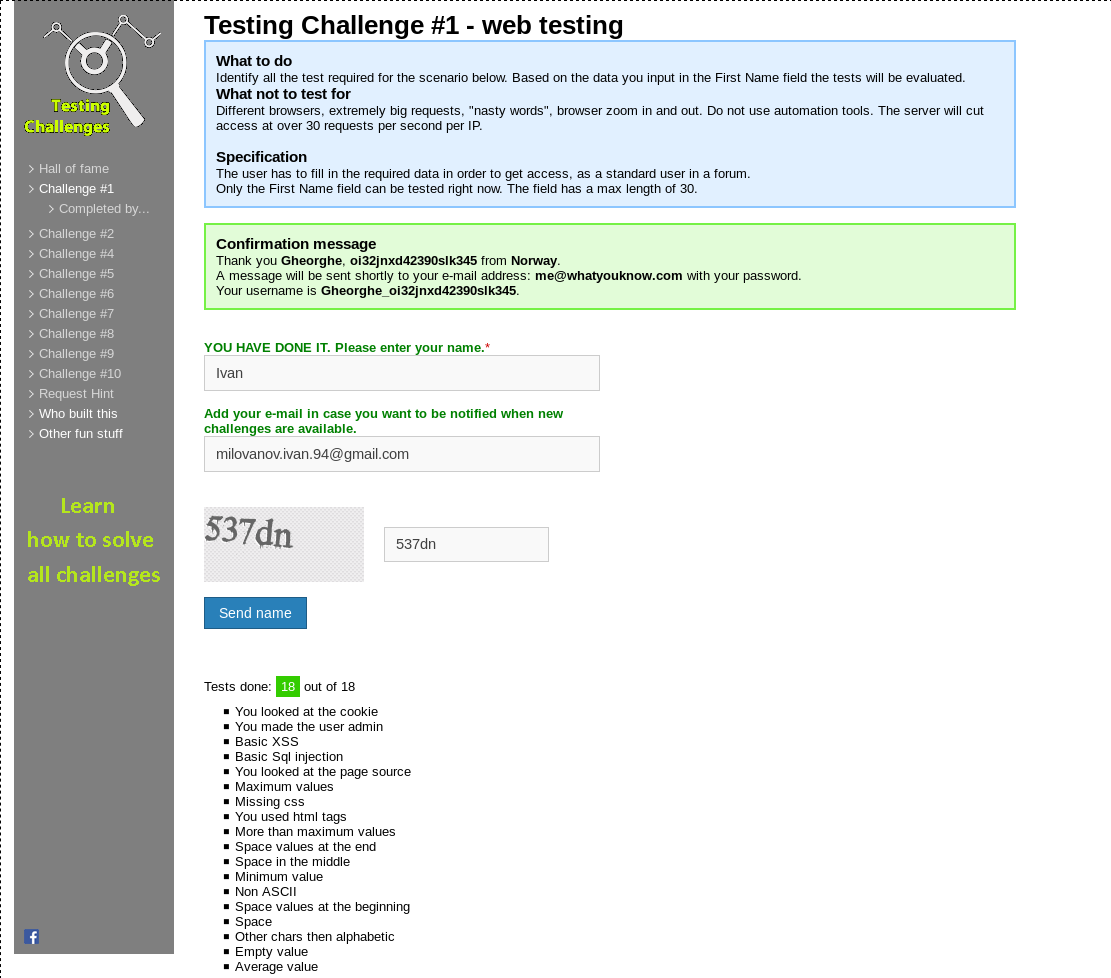 Testing
Challenges
Hall of fame
Challenge #1
Completed by...
Challenge #2
Challenge #4
Challenge #5
Challenge #6
Challenge #7
Challenge #8
Challenge #9
Challenge #10
Request Hint
Who built this
Other fun stuff
Learn
how to solve
all challenges
Testing Challenge #1 - web testing
What to do
Identify all the test required for the scenario below. Based on the data you input in the First Name field the tests will be evaluated.
What not to test for
Different browsers, extremely big requests, "nasty words", browser zoom in and out. Do not use automation tools. The server will cut
access at over 30 requests per second per IP.
Specification
The user has to fill in the required data in order to get access, as a standard user in a forum.
Only the First Name field can be tested right now. The field has a max length of 30.
Confirmation message
Thank you Gheorghe, oi32jnxd42390slk345 from Norway.
A message will be sent shortly to your e-mail address: me@whatyouknow.com with your password.
Your username is Gheorghe_oi32jnxd42390slk345.
YOU HAVE DONE IT. Please enter your name.*
Ivan
Add your e-mail in case you want to be notified when new
challenges are available.
milovanov.ivan.94@gmail.com
537dn
537dn
Send name
Tests done: 18 out of 18
You looked at the cookie
You made the user admin
Basic XSS
Basic Sql injection
You looked at the page source
Maximum values
Missing css
You used html tags
More than maximum values
Space values at the end
Space in the middle
Minimum value
Non ASCII
Space values at the beginning
Space
Other chars then alphabetic
Empty value
Average value